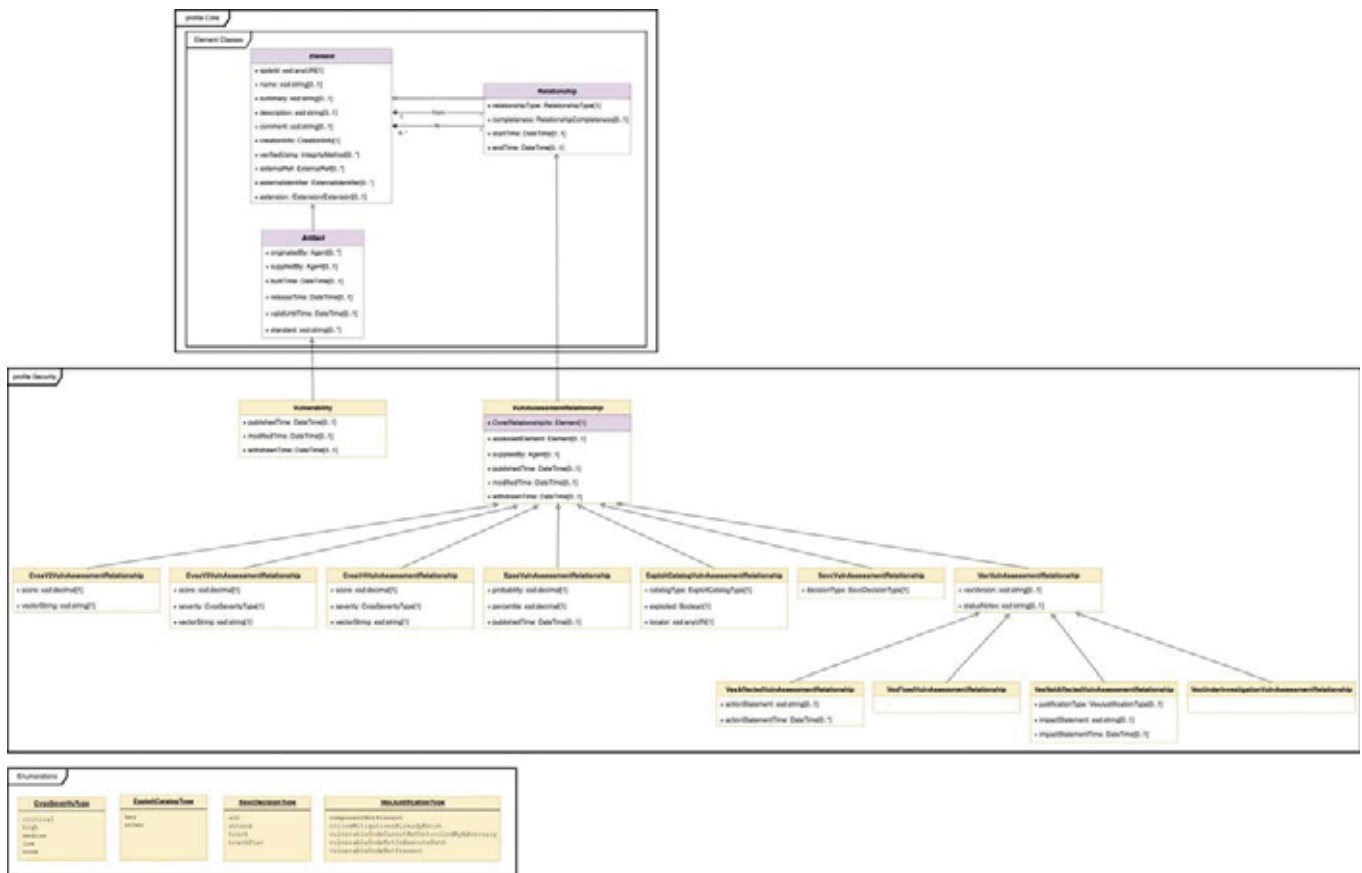 profile Core
Element Classes
Element
+ spdxId: xsd:anyURI[1]
+ name: xsd:string[0..1]
+ summary: xsd:string[0..1]
+ description: xsd:string[0..1]
+ comment: xsd:string[0..1]
+ creationInfo: CreationInfo[1]
+ verifiedUsing: IntegrityMethod[0..*]
+ externalRef: ExternalRef[0..*]
+ externalIdentifier: ExternalIdentifier[0..*]
+ extension: /Extension/Extension[0..1]
Relationship
+ relationshipType: RelationshipType[1]
+ completeness: RelationshipCompleteness[0..1]
+ startTime: DateTime[0..1]
+ endTime: DateTime[0..1]
from
to
Artifact
+ originatedBy: Agent[0..*]
+ suppliedBy: Agent[0..1]
+ builtTime: DateTime[0..1]
+ releaseTime: DateTime[0..1]
+ validUntilTime: DateTime[0..1]
+ standard: xsd:string[0..*]
profile Security
Vulnerability
+ publishedTime: DateTime[0..1]
+ modifiedTime: DateTime[0..1]
+ withdrawnTime: DateTime[0..1]
VulnAssessmentRelationship
+ Core/Relationship/to: Element[1]
+ assessedElement: Element[0..1]
+ suppliedBy: Agent[0..1]
+ publishedTime: DateTime[0..1]
+ modifiedTime: DateTime[0..1]
+ withdrawnTime: DateTime[0..1]
CvssV2VulnAssessmentRelationship
+ score: xsd:decimal[1]
+ vectorString: xsd:string[1]
CvssV3VulnAssessmentRelationship
+ score: xsd:decimal[1]
+ severity: CvssSeverityType[1]
+ vectorString: xsd:string[1]
CvssV4VulnAssessmentRelationship
+ score: xsd:decimal[1]
+ severity: CvssSeverityType[1]
+ vectorString: xsd:string[1]
EpssVulnAssessmentRelationship
+ probability: xsd:decimal[1]
+ percentile: xsd:decimal[1]
+ publishedTime: DateTime[1]
ExploitCatalogVulnAssessmentRelationship
+ catalogType: ExploitCatalogType[1]
+ exploited: Boolean[1]
+ locator: xsd:anyURI[1]
SsvcVulnAssessmentRelationship
+ decisionType: SsvcDecisionType[1]
VexVulnAssessmentRelationship
+ vexVersion: xsd:string[0..1]
+ statusNotes: xsd:string[0..1]
VexAffectedVulnAssessmentRelationship
+ actionStatement: xsd:string[0..1]
+ actionStatementTime: DateTime[0..*]
VexFixedVulnAssessmentRelationship
VexNotAffectedVulnAssessmentRelationship
+ justificationType: VexJustificationType[0..1]
+ impactStatement: xsd:string[0..1]
+ impactStatementTime: DateTime[0..1]
VexUnderInvestigationVulnAssessmentRelationship
Enumerations
CvssSeverityType
critical
high
medium
low
none
ExploitCatalogType
kev
other
SsvcDecisionType
act
attend
track
trackStar
VexJustificationType
componentNotPresent
inlineMitigationsAlreadyExist
vulnerableCodeCannotBeControlledByAdversary
vulnerableCodeNotInExecutePath
vulnerableCodeNotPresent